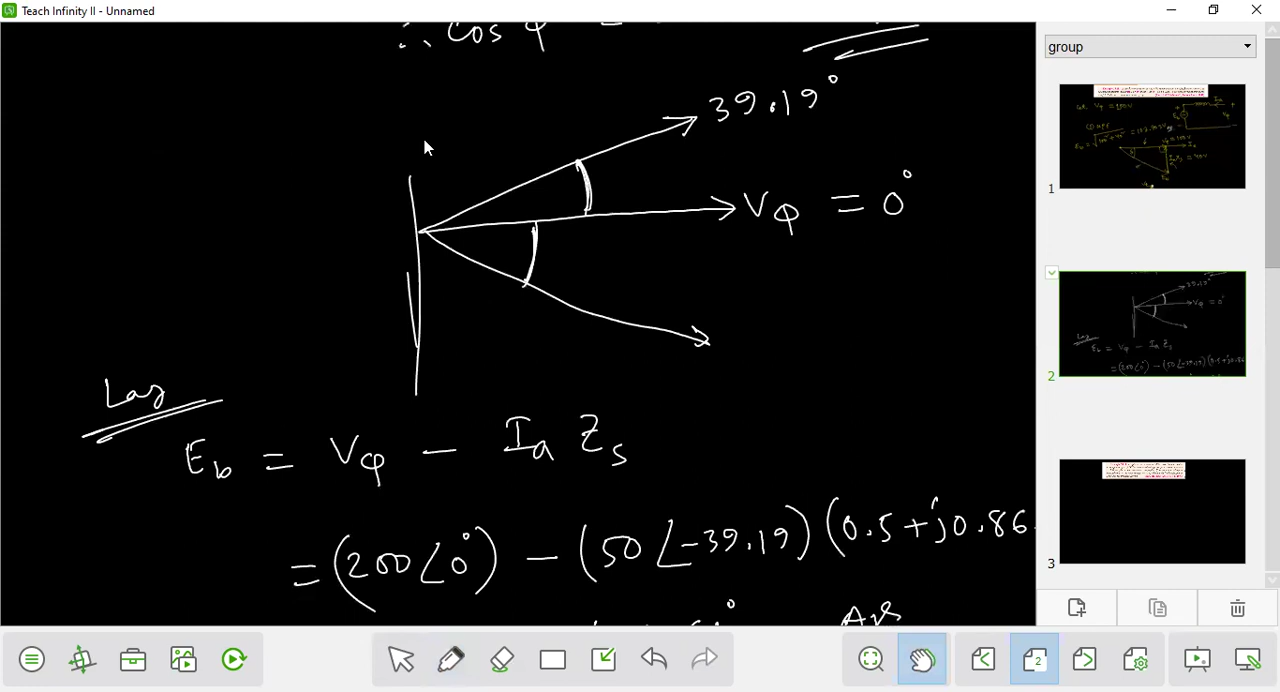 Teach Infinity II - Unnamed
∴ Cos φ =
39.19°
Vφ = 0°
Lag
Eb = Vφ - Ia Zs
= (200∠0°) - (50∠-39.19)(0.5+j0.86
group
1
2
3
2